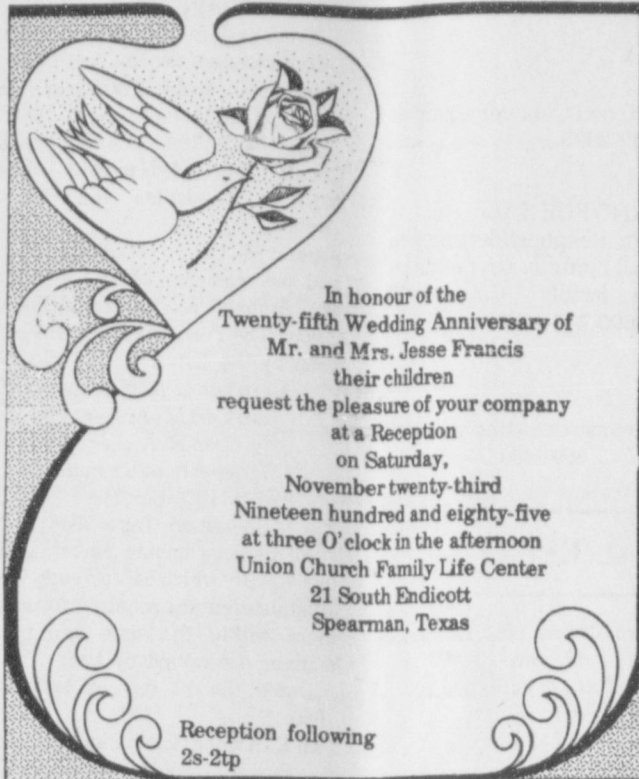 In honour of the
Twenty-fifth Wedding Anniversary of
Mr. and Mrs. Jesse Francis
their children
request the pleasure of your company
at a Reception
on Saturday,
November twenty-third
Nineteen hundred and eighty-five
at three O'clock in the afternoon
Union Church Family Life Center
21 South Endicott
Spearman, Texas
Reception following
2s-2tp